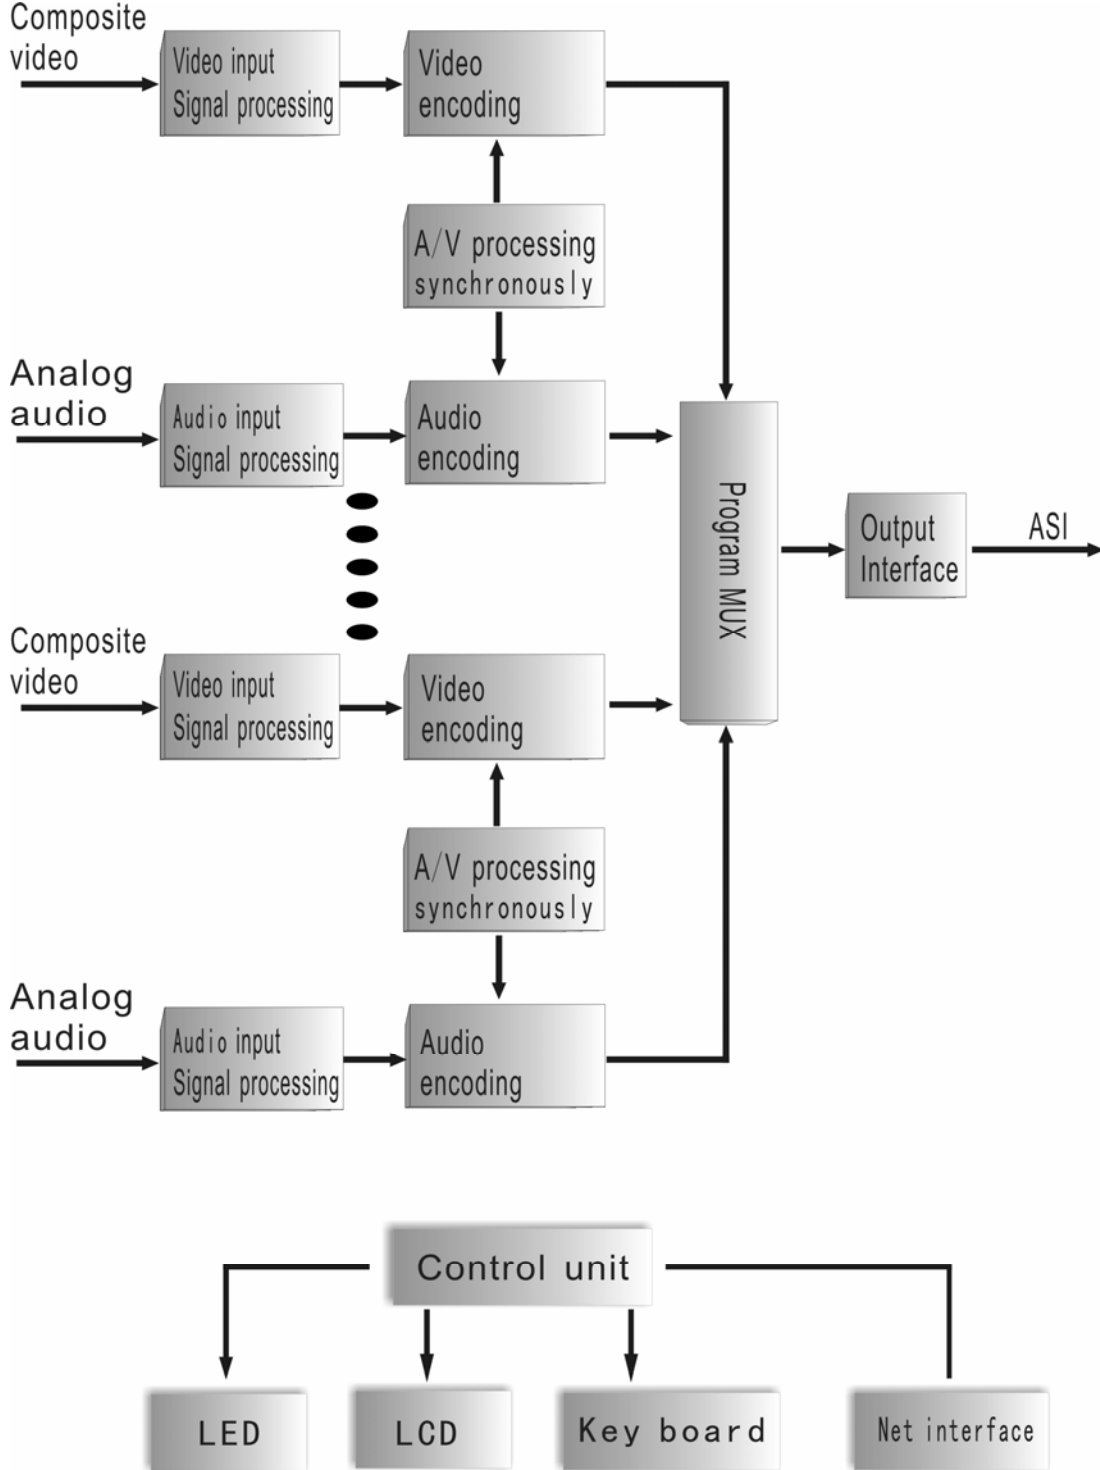 Composite
video
Video input
Signal processing
Video
encoding
A/V processing
synchronously
Analog
audio
Audio input
Signal processing
Audio
encoding
Program MUX
Output
Interface
ASI
Composite
video
Video input
Signal processing
Video
encoding
A/V processing
synchronously
Analog
audio
Audio input
Signal processing
Audio
encoding
Control unit
LED
LCD
Key board
Net interface